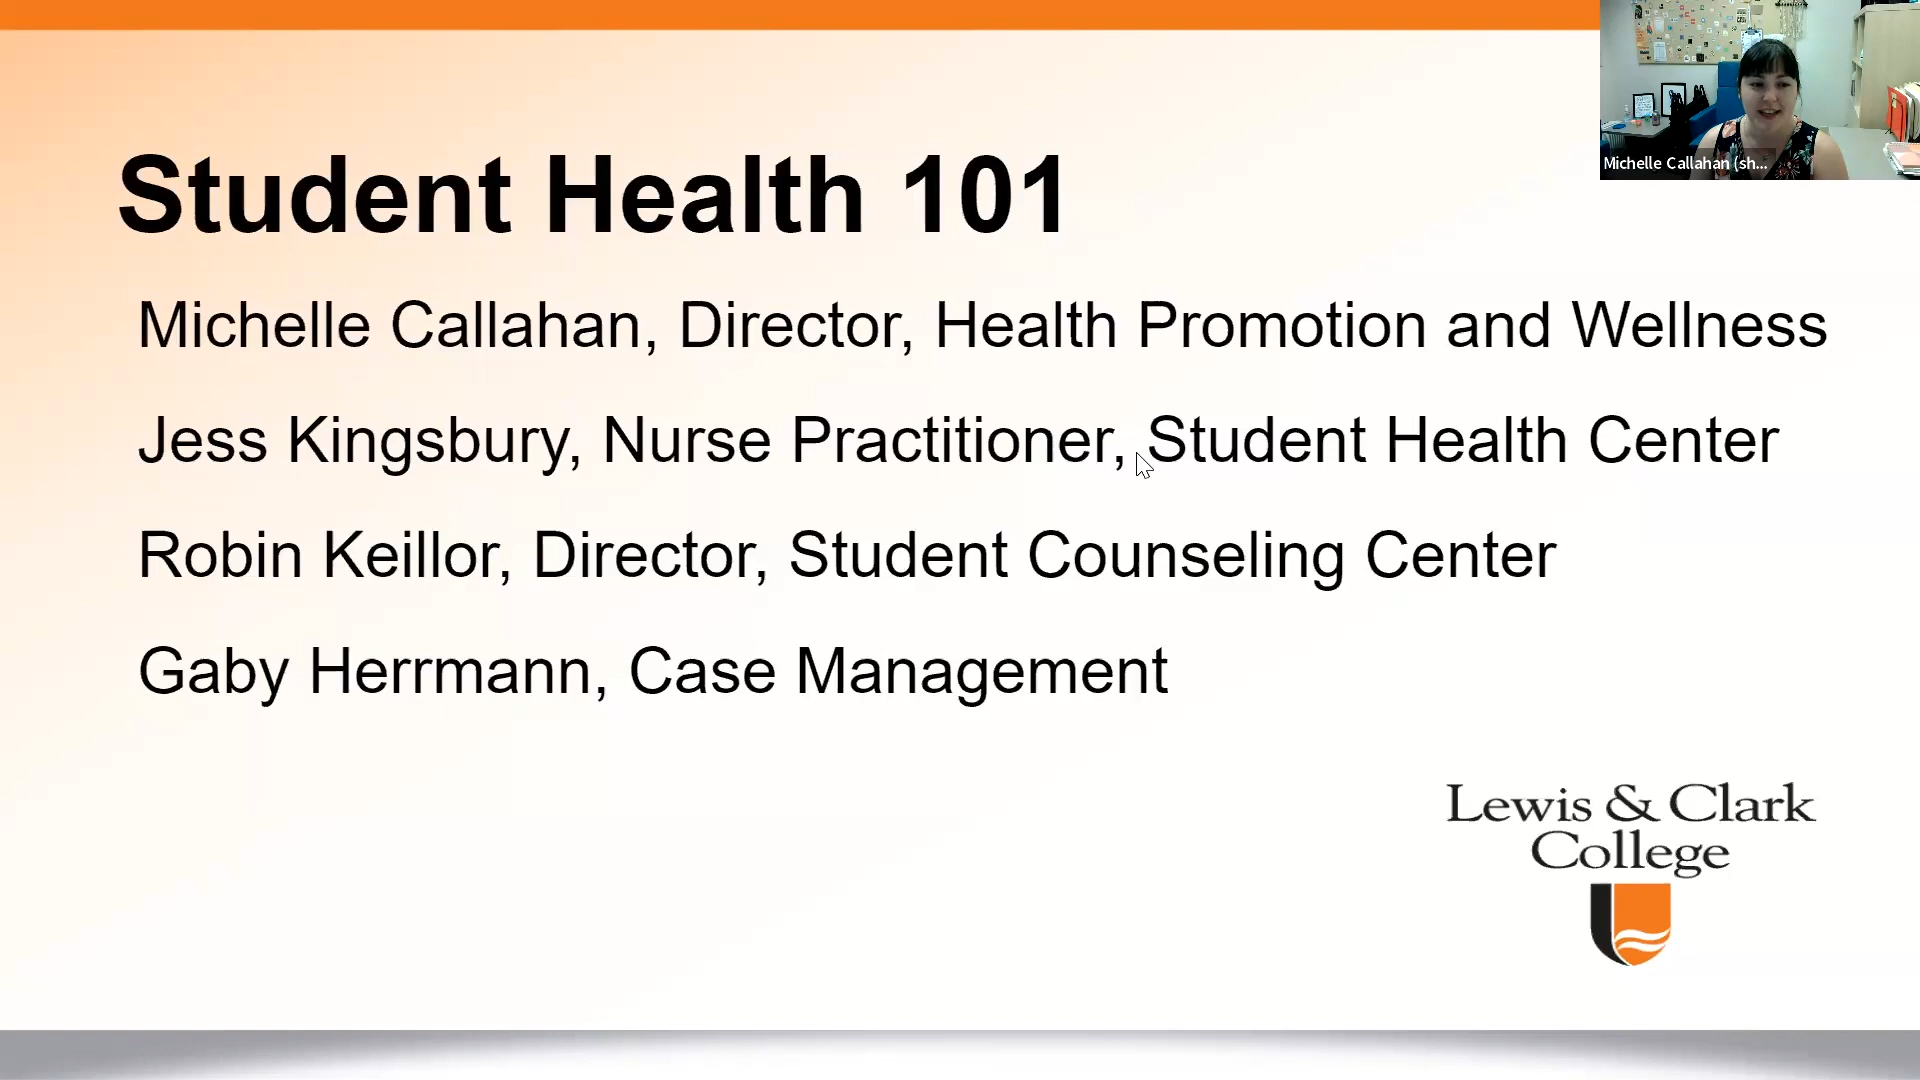 Student Health 101
Michelle Callahan, Director, Health Promotion and Wellness
Jess Kingsbury, Nurse Practitioner, Student Health Center
Robin Keillor, Director, Student Counseling Center
Gaby Herrmann, Case Management
Lewis & Clark
College
Michelle Callahan (sh...